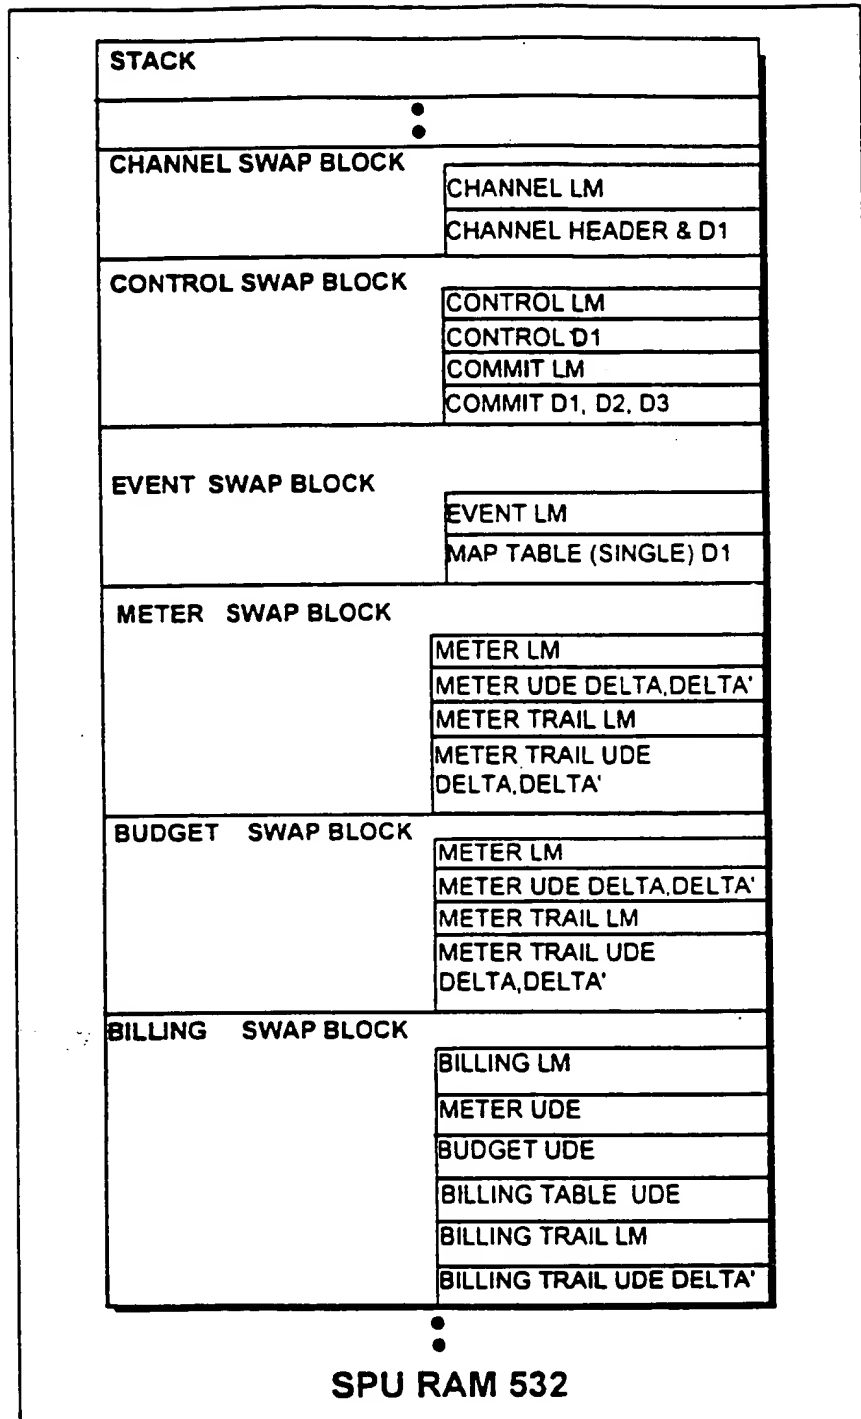 STACK
CHANNEL SWAP BLOCK
CHANNEL LM
CHANNEL HEADER & D1
CONTROL SWAP BLOCK
CONTROL LM
CONTROL D1
COMMIT LM
COMMIT D1, D2, D3
EVENT SWAP BLOCK
EVENT LM
MAP TABLE (SINGLE) D1
METER SWAP BLOCK
METER LM
METER UDE DELTA,DELTA'
METER TRAIL LM
METER TRAIL UDE
DELTA,DELTA'
BUDGET SWAP BLOCK
METER LM
METER UDE DELTA,DELTA'
METER TRAIL LM
METER TRAIL UDE
DELTA,DELTA'
BILLING SWAP BLOCK
BILLING LM
METER UDE
BUDGET UDE
BILLING TABLE UDE
BILLING TRAIL LM
BILLING TRAIL UDE DELTA'
SPU RAM 532